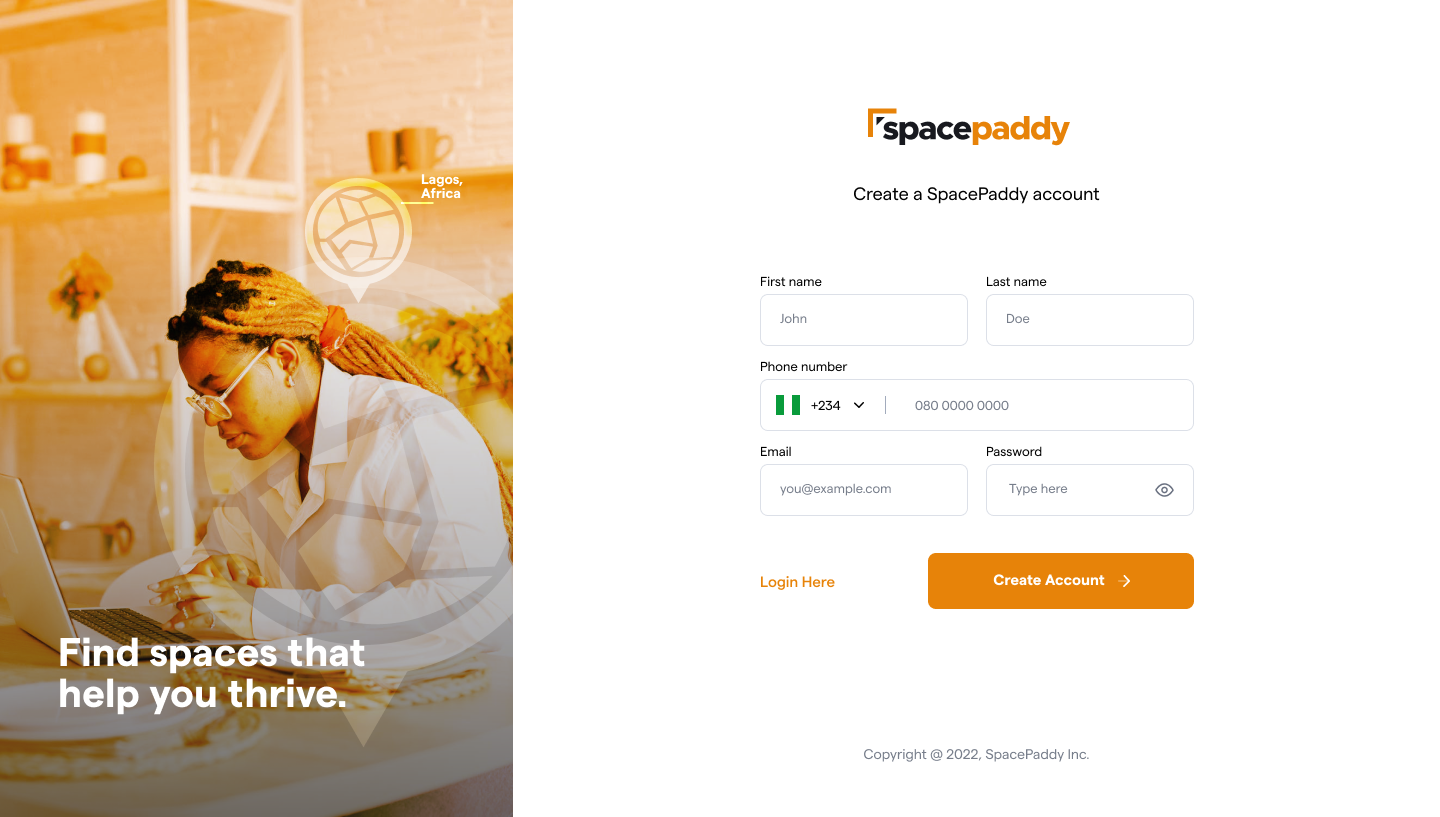 Lagos,
Africa
Find spaces that
help you thrive.
spacepaddy
Create a SpacePaddy account
First name
Last name
John
Doe
Phone number
+234
080 0000 0000
Email
Password
you@example.com
Type here
Login Here
Create Account
Copyright @ 2022, SpacePaddy Inc.